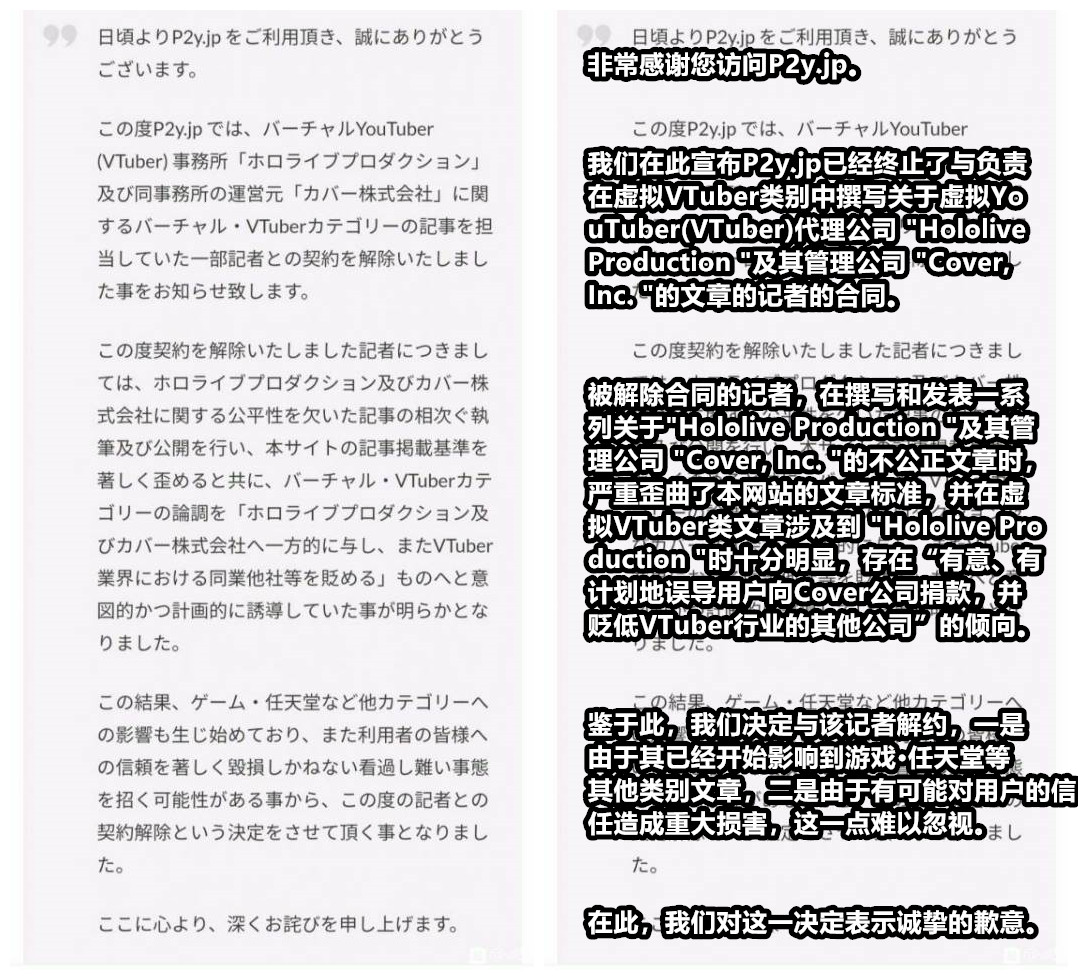 日頃よりP2y.jp をご利用頂き、誠にありがとう
ございます。
この度P2y.jp では、バーチャルYouTuber
(VTuber) 事務所「ホロライブプロダクション」
及び同事務所の運営元「カバー株式会社」に関
するバーチャル・VTuberカテゴリーの記事を担
当していた一部記者との契約を解除いたしまし
た事をお知らせ致します。
この度契約を解除いたしました記者につきまし
ては、ホロライブプロダクション及びカバー株
式会社に関する公平性を欠いた記事の相次ぐ執
筆及び公開を行い、本サイトの記事掲載基準を
著しく歪めると共に、バーチャル・VTuberカテ
ゴリーの論調を「ホロライブプロダクション及
びカバー株式会社へ一方的に与し、またVTuber
業界における同業他社等を貶める」ものへと意
図的かつ計画的に誘導していた事が明らかとな
りました。
この結果、ゲーム・任天堂など他カテゴリーへ
の影響も生じ始めており、また利用者の皆様へ
の信頼を著しく毀損しかねない看過し難い事態
を招く可能性がある事から、この度の記者との
契約解除という決定をさせて頂く事となりまし
た。
ここに心より、深くお詫びを申し上げます。
日頃よりP2y.jp をご利用頂き、誠にありがとう
非常感谢您访问P2y.jp。
この度P2y.jp では、バーチャルYouTuber
我们在此宣布P2y.jp已经终止了与负责
在虚拟VTuber类别中撰写关于虚拟Yo
uTuber(VTuber)代理公司 "Hololive
Production "及其管理公司 "Cover,
Inc. "的文章的记者的合同。
この度契約を解除いたしました記者につきまし
被解除合同的记者，在撰写和发表一系
列关于"Hololive Production "及其管
理公司 "Cover, Inc. "的不公正文章时，
严重歪曲了本网站的文章标准，并在虚
拟VTuber类文章涉及到 "Hololive Pro
duction "时十分明显，存在“有意、有
计划地误导用户向Cover公司捐款，并
贬低VTuber行业的其他公司”的倾向。
りました。
この結果、ゲーム・任天堂など他カテゴリーへ
鉴于此，我们决定与该记者解约，一是
由于其已经开始影响到游戏·任天堂等
其他类别文章，二是由于有可能对用户的信
任造成重大损害，这一点难以忽视。
た。
在此，我们对这一决定表示诚挚的歉意。